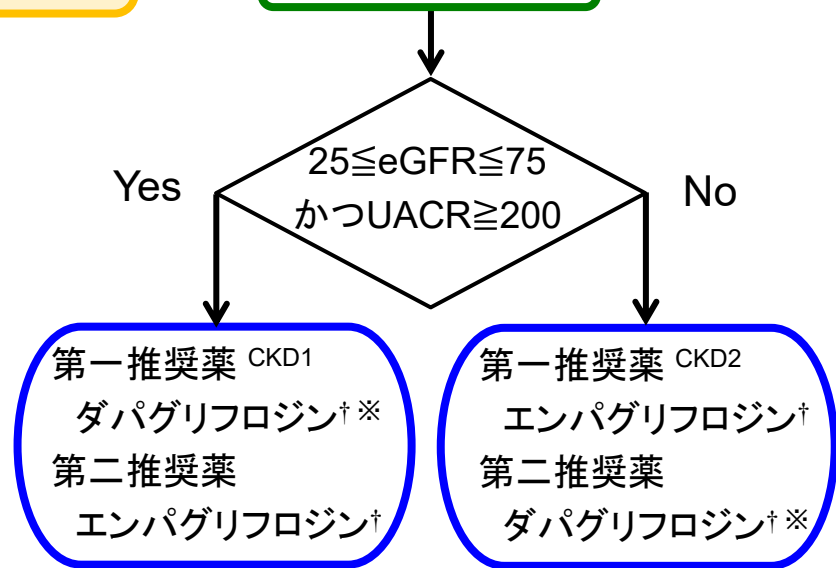 25≦eGFR≦75
かつUACR≧200
Yes
No
第一推奨薬 CKD1
ダパグリフロジン†※
第二推奨薬
エンパグリフロジン†
第一推奨薬 CKD2
エンパグリフロジン†
第二推奨薬
ダパグリフロジン†※